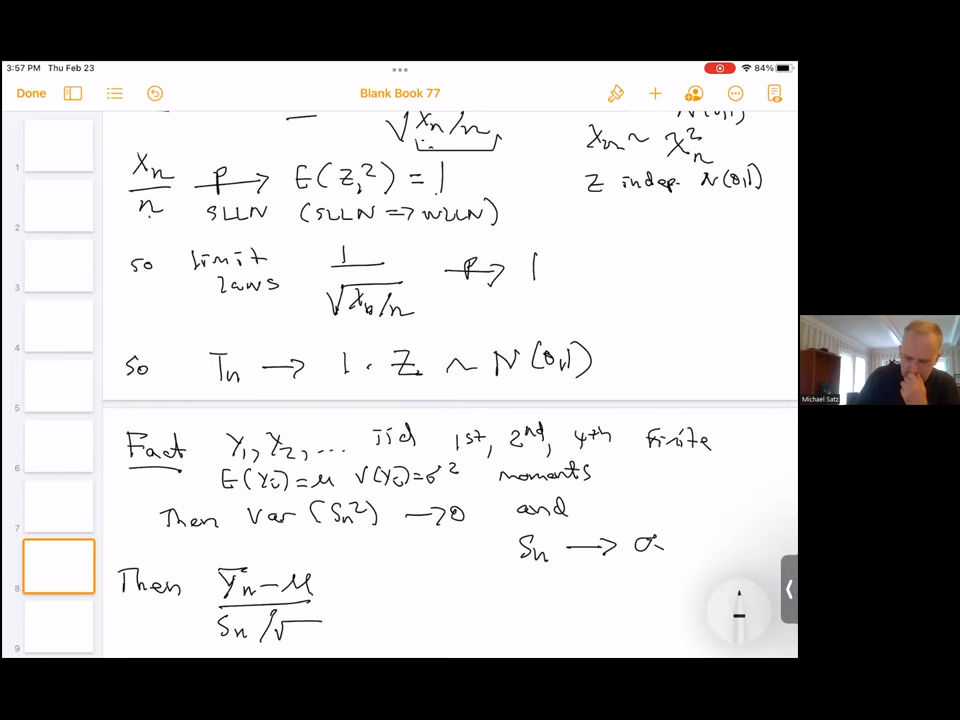 3:57 PM Thu Feb 23
84%
Done
Blank Book 77
N(0,1)
√Xn/n
Xn ~ χ²n
Z indep. N(0,1)
Xn/n →p E(Z₁²) = 1
SLLN (SLLN => WLLN)
so limit laws 1/√Xn/n →p 1
so Tn → 1 · Z ~ N(0,1)
Fact Y1, Y2, ... iid 1st, 2nd, 4th finite
E(Yi)=μ V(Yi)=σ² moments
Then Var(Sn²) → 0 and
Sn → σ
Then Ȳn-μ / Sn/√
1
2
3
4
5
6
7
8
9
Michael Satz